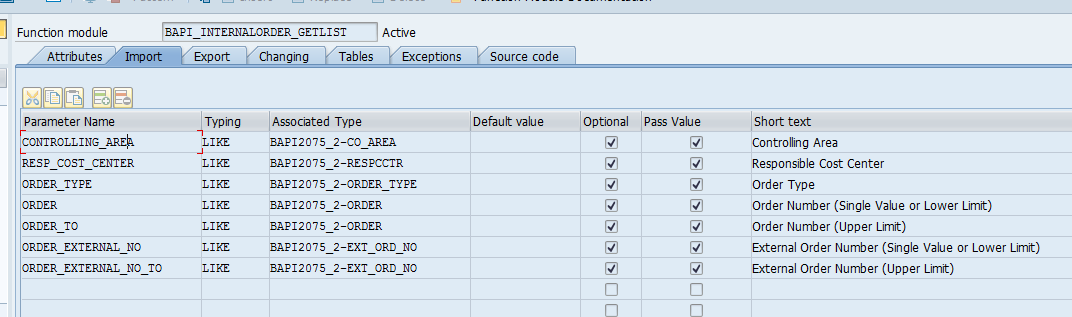 Function module BAPI_INTERNALORDER_GETLIST Active
Attributes Import Export Changing Tables Exceptions Source code
Parameter Name Typing Associated Type Default value Optional Pass Value Short text
CONTROLLING_AREA LIKE BAPI2075_2-CO_AREA Controlling Area
RESP_COST_CENTER LIKE BAPI2075_2-RESPCCTR Responsible Cost Center
ORDER_TYPE LIKE BAPI2075_2-ORDER_TYPE Order Type
ORDER LIKE BAPI2075_2-ORDER Order Number (Single Value or Lower Limit)
ORDER_TO LIKE BAPI2075_2-ORDER Order Number (Upper Limit)
ORDER_EXTERNAL_NO LIKE BAPI2075_2-EXT_ORD_NO External Order Number (Single Value or Lower Limit)
ORDER_EXTERNAL_NO_TO LIKE BAPI2075_2-EXT_ORD_NO External Order Number (Upper Limit)